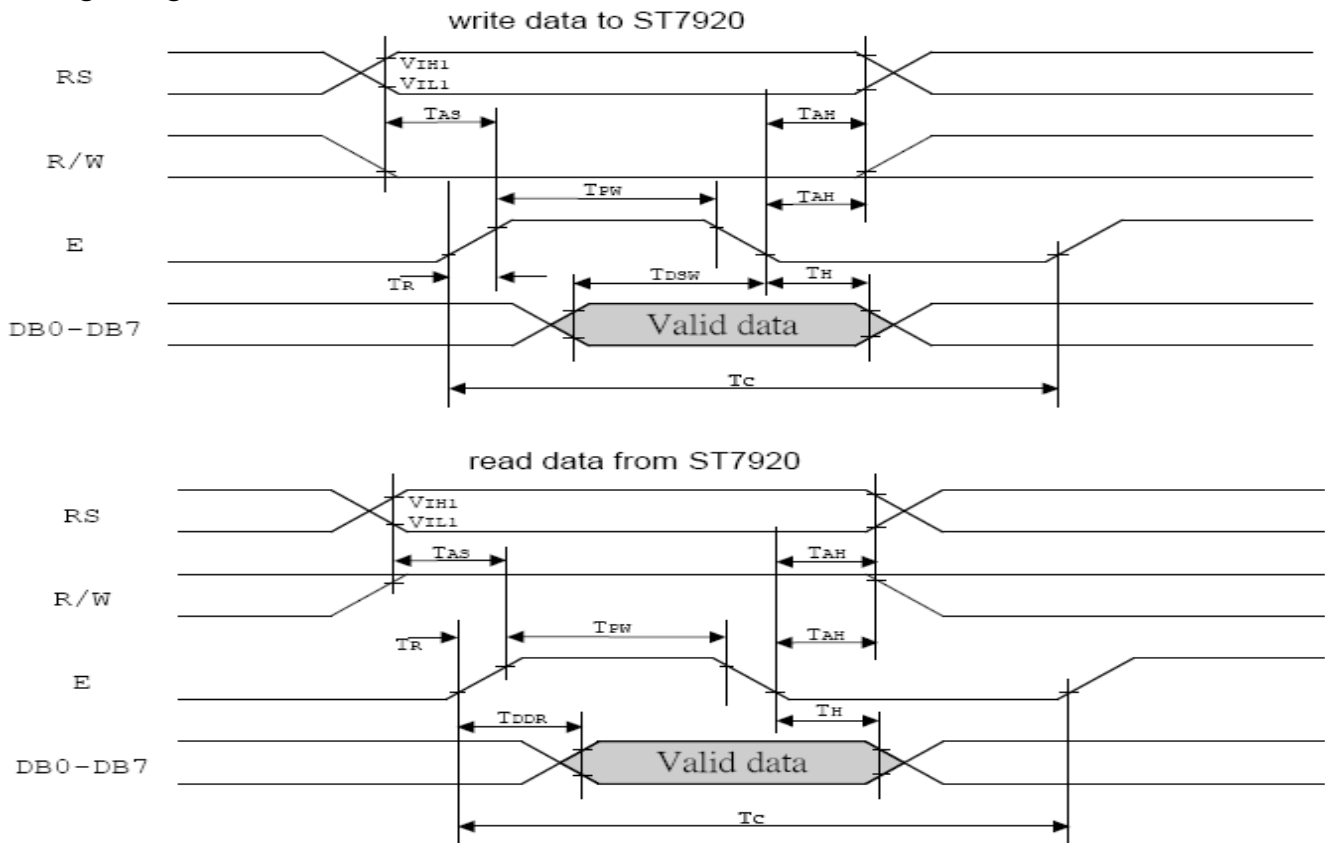 write data to ST7920
RS
VIH1
VIL1
TAS
TAH
R/W
TPW
TAH
E
TR
TDSW
TH
DB0-DB7
Valid data
TC
read data from ST7920
RS
VIH1
VIL1
TAS
TAH
R/W
TR
TPW
TAH
E
TDDR
TH
DB0-DB7
Valid data
TC